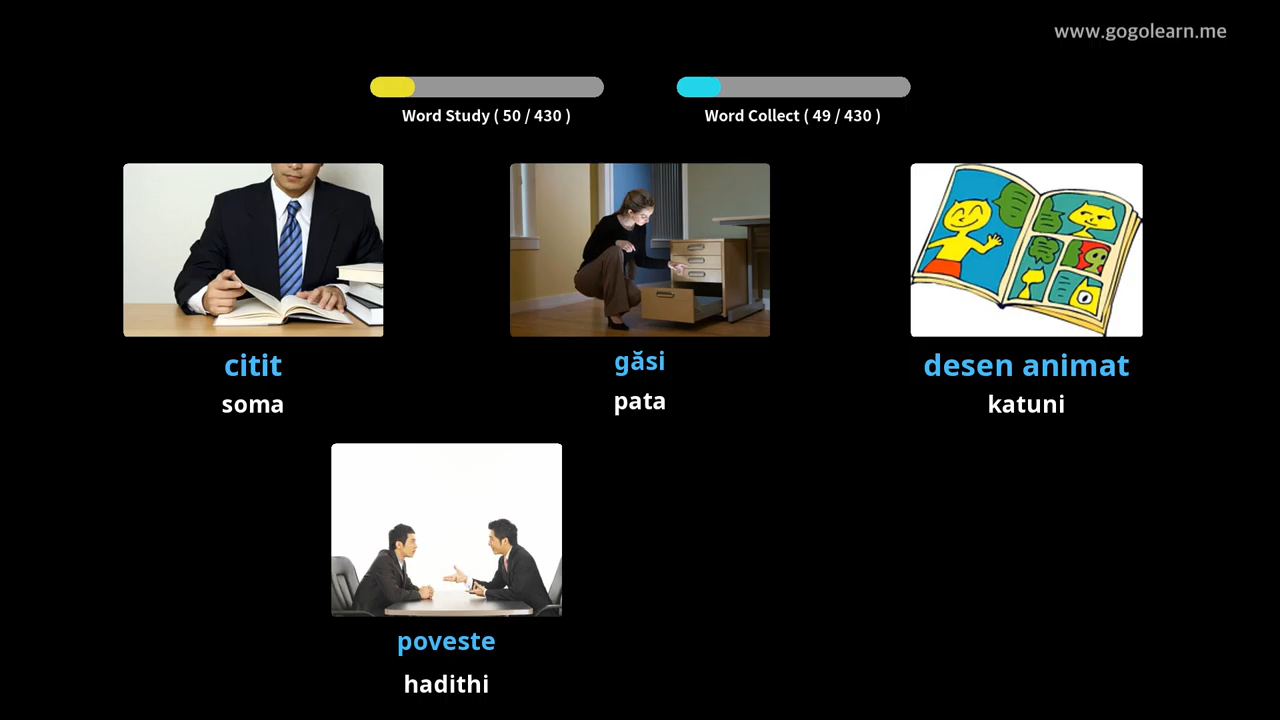 www.gogolearn.me
Word Study ( 50 / 430 )
Word Collect ( 49 / 430 )
citit
soma
găsi
pata
desen animat
katuni
poveste
hadithi